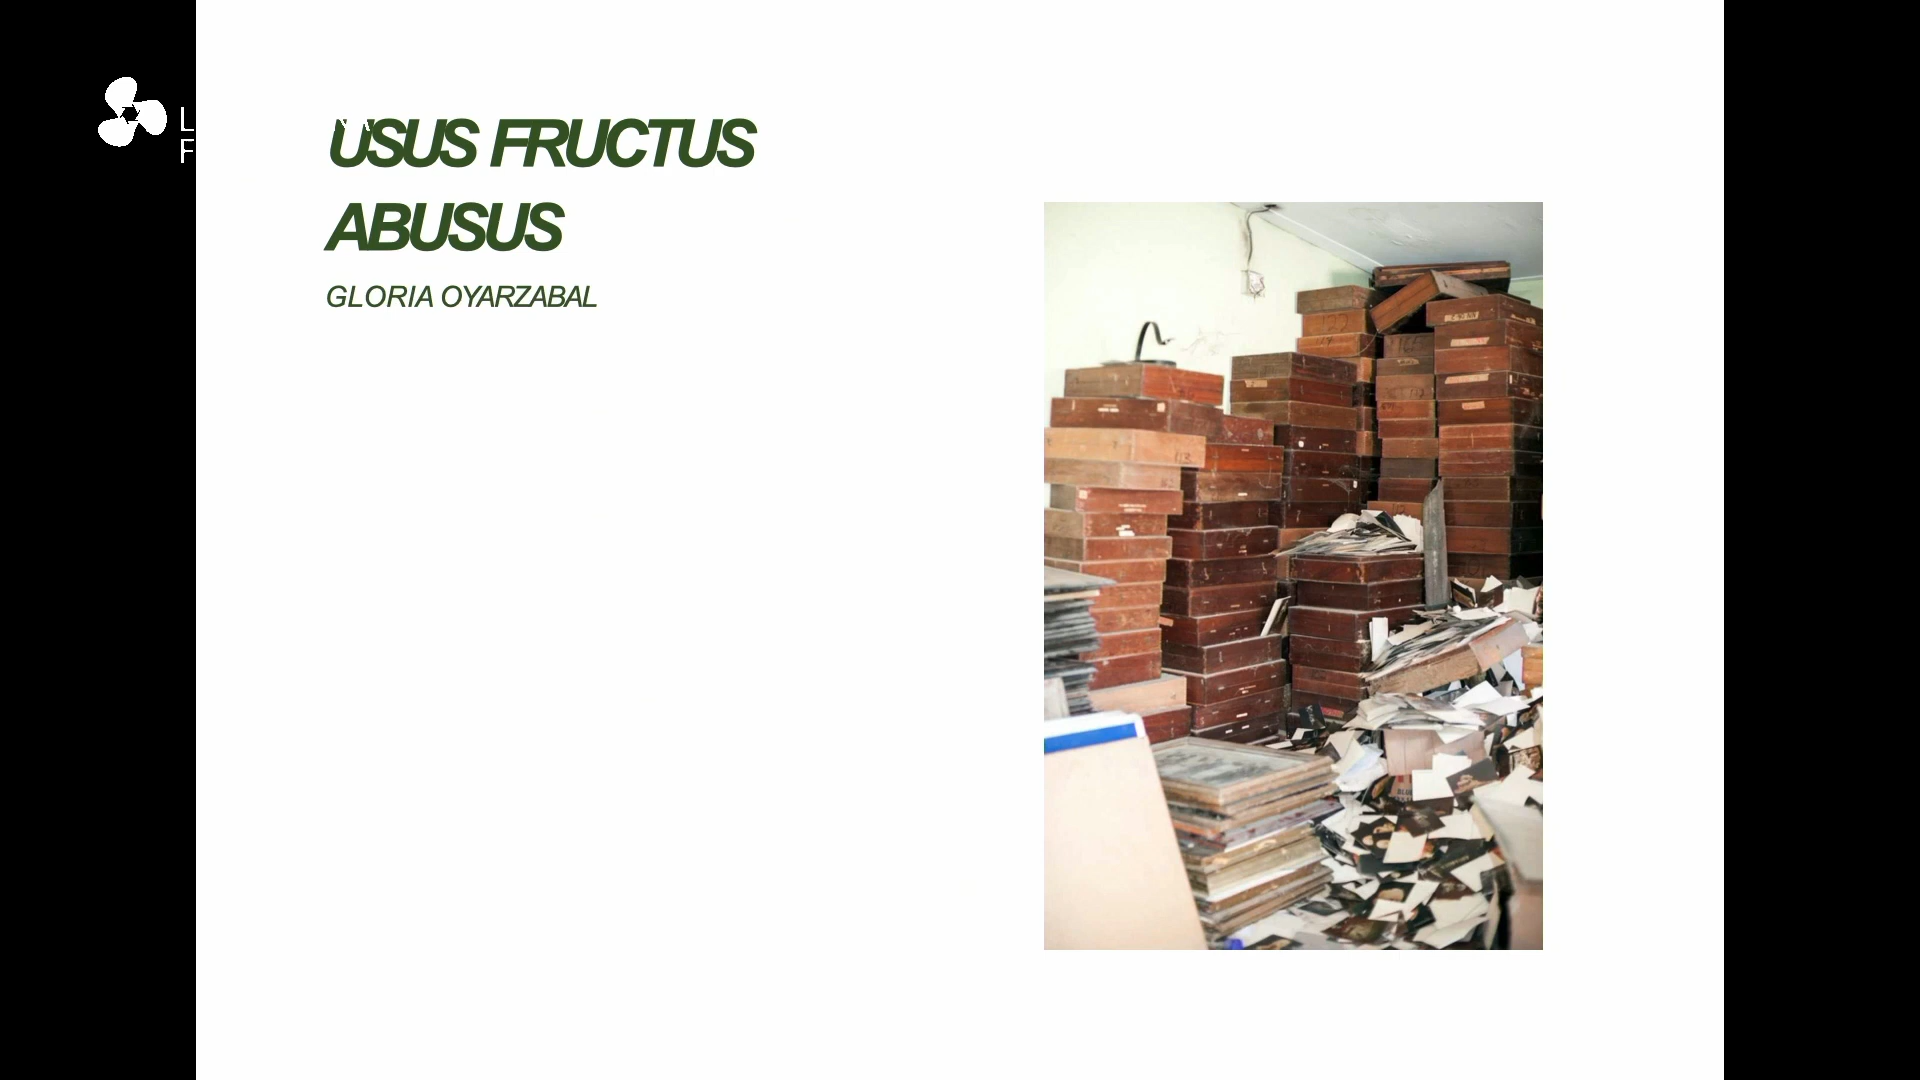 L
F
USUS FRUCTUS
ABUSUS
GLORIA OYARZABAL